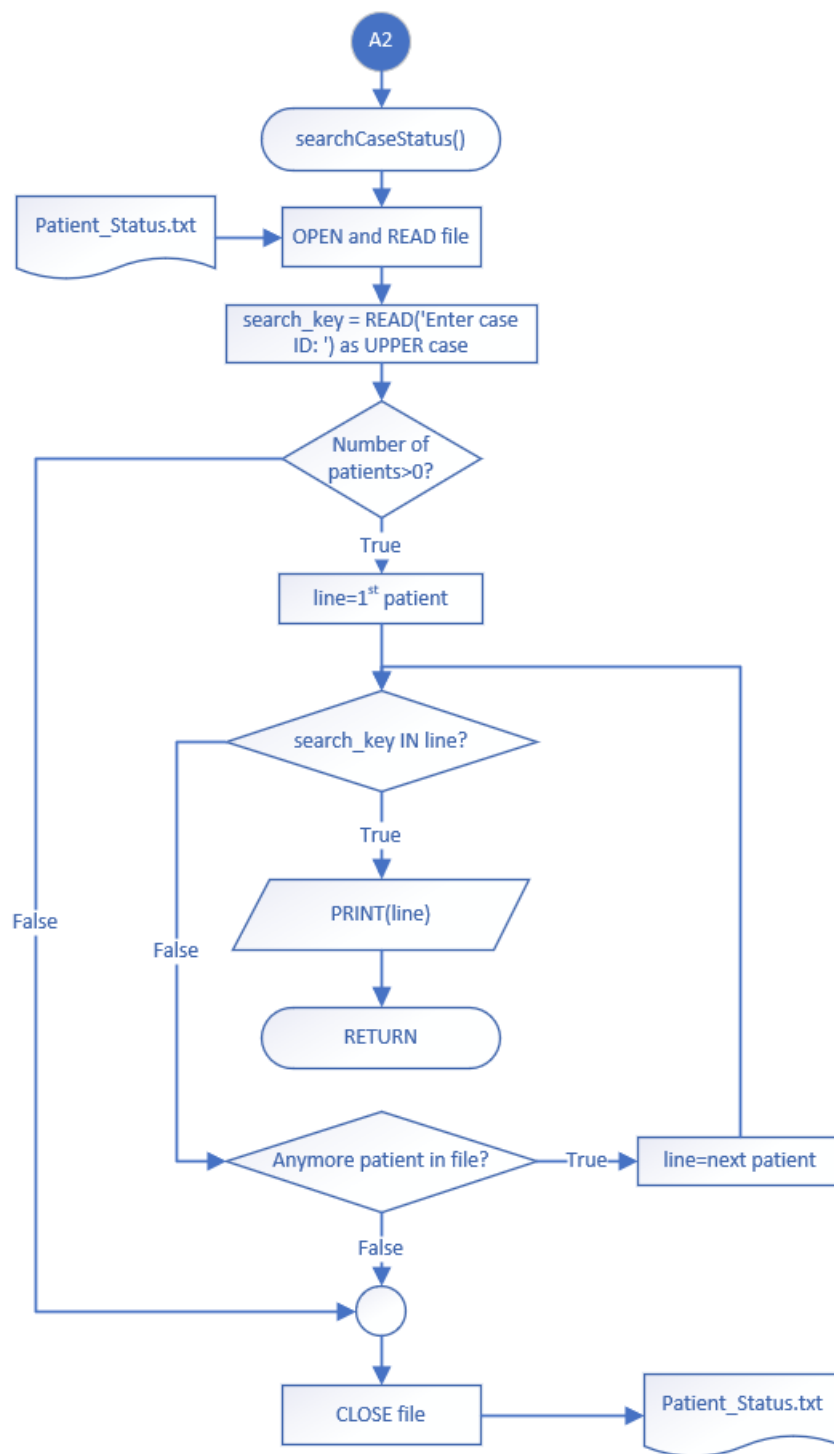 A2
searchCaseStatus()
Patient_Status.txt
OPEN and READ file
search_key = READ('Enter case
ID: ') as UPPER case
Number of
patients>0?
True
line=1st patient
search_key IN line?
True
PRINT(line)
False
False
RETURN
Anymore patient in file?
True
line=next patient
False
CLOSE file
Patient_Status.txt